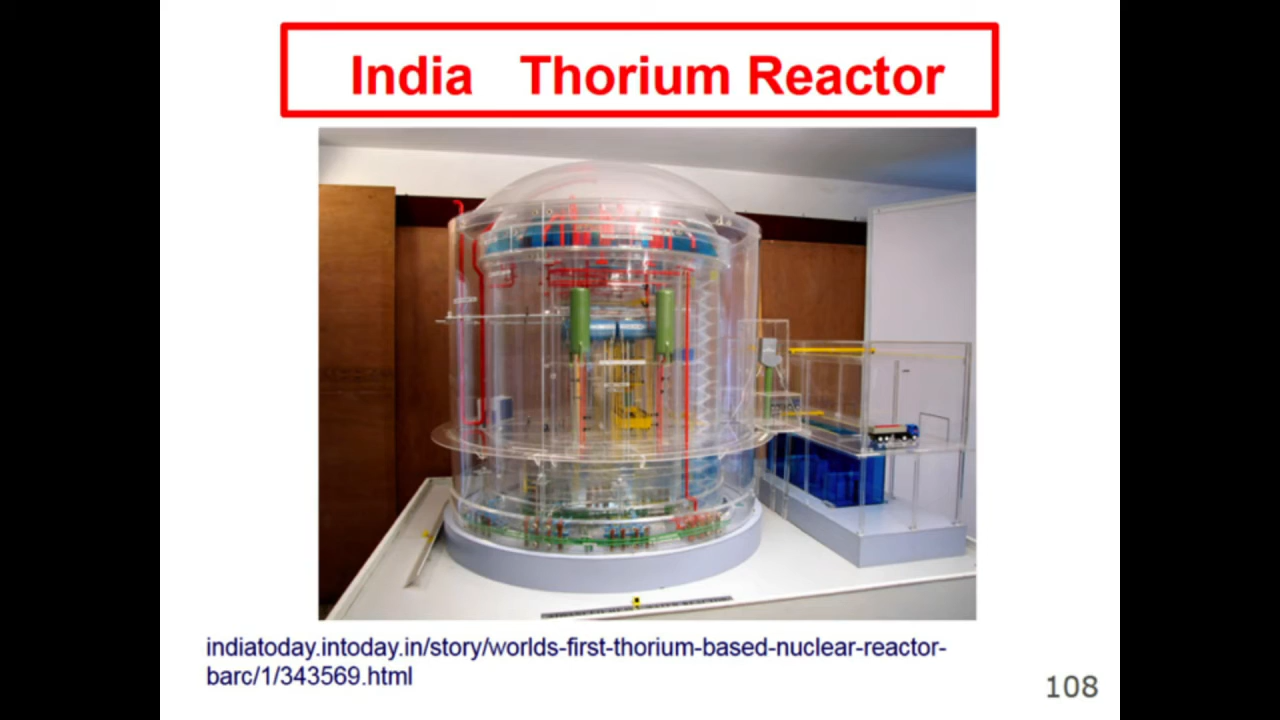 India Thorium Reactor
indiatoday.intoday.in/story/worlds-first-thorium-based-nuclear-reactor-
barc/1/343569.html
108